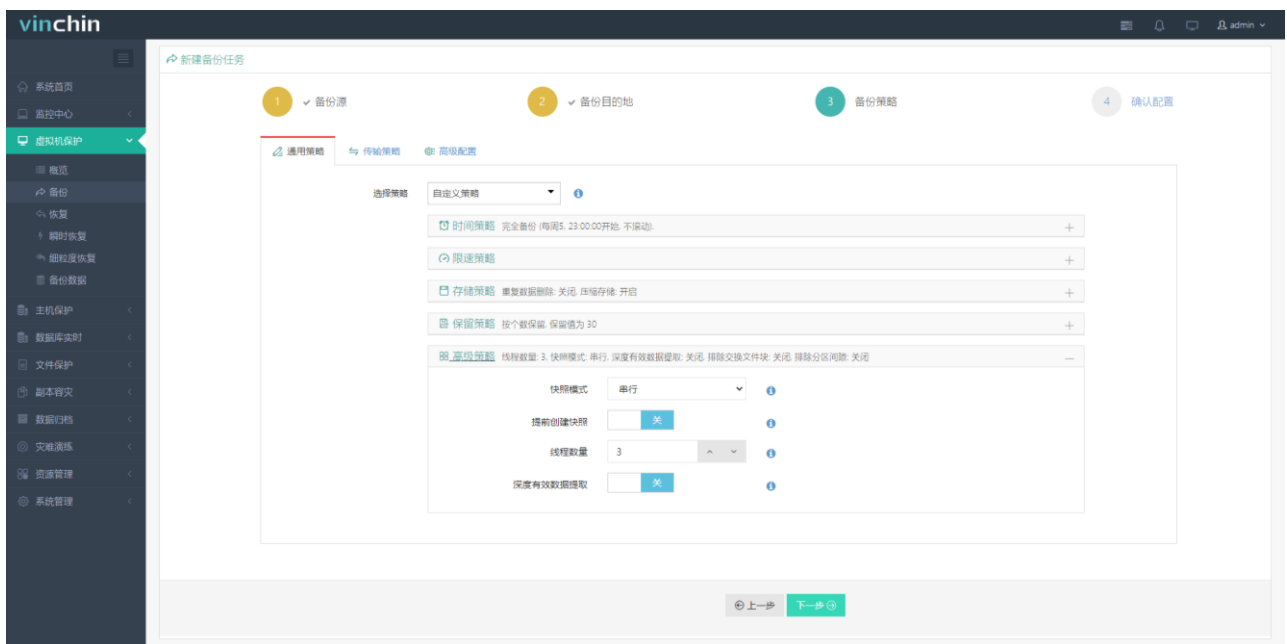 vinchin
admin
新建备份任务
系统首页
监控中心
虚拟机保护
概览
备份
恢复
瞬时恢复
细粒度恢复
备份数据
主机保护
数据库实时
文件保护
副本容灾
数据归档
灾难演练
资源管理
系统管理
1 备份源
2 备份目的地
3 备份策略
4 确认配置
通用策略 传输策略 高级配置
选择策略 自定义策略
时间策略 完全备份 (每周5, 23:00:00开始, 不滚动).
限速策略
存储策略 重复数据删除: 关闭, 压缩存储: 开启
保留策略 按个数保留, 保留值为 30
高级策略 线程数量: 3, 快照模式: 串行, 深度有效数据提取: 关闭, 排除交换文件块: 关闭, 排除分区间隙: 关闭
快照模式 串行
提前创建快照 关
线程数量 3
深度有效数据提取 关
上一步 下一步